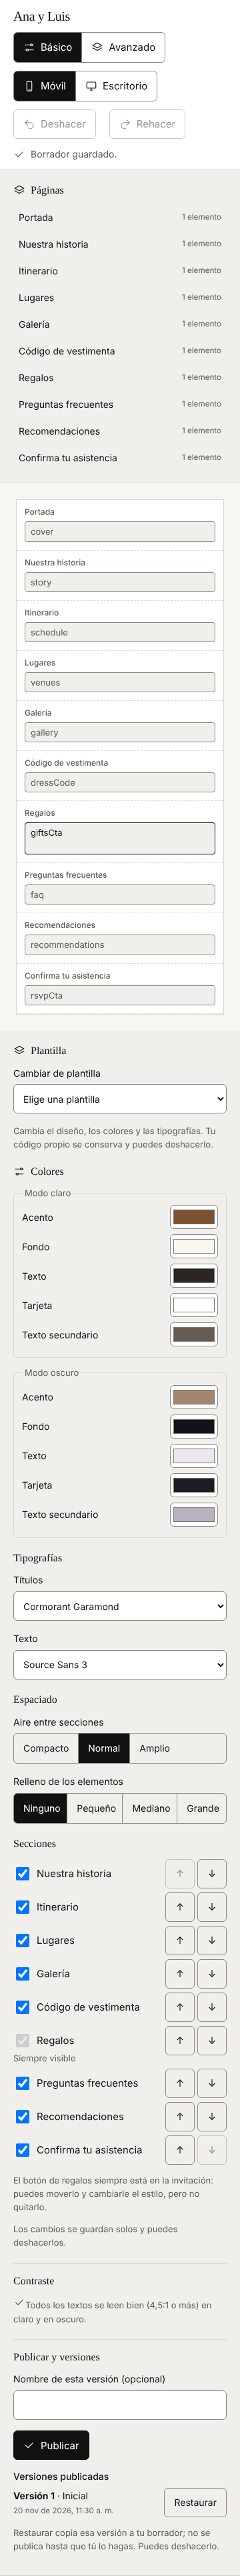 Ana y Luis
Básico Avanzado
Móvil Escritorio
Deshacer Rehacer
Borrador guardado.
Páginas
Portada 1 elemento
Nuestra historia 1 elemento
Itinerario 1 elemento
Lugares 1 elemento
Galería 1 elemento
Código de vestimenta 1 elemento
Regalos 1 elemento
Preguntas frecuentes 1 elemento
Recomendaciones 1 elemento
Confirma tu asistencia 1 elemento
Portada
cover
Nuestra historia
story
Itinerario
schedule
Lugares
venues
Galería
gallery
Código de vestimenta
dressCode
Regalos
giftsCta
Preguntas frecuentes
faq
Recomendaciones
recommendations
Confirma tu asistencia
rsvpCta
Plantilla
Cambiar de plantilla
Elige una plantilla
Cambia el diseño, los colores y las tipografías. Tu
código propio se conserva y puedes deshacerlo.
Colores
Modo claro
Acento
Fondo
Texto
Tarjeta
Texto secundario
Modo oscuro
Acento
Fondo
Texto
Tarjeta
Texto secundario
Tipografías
Títulos
Cormorant Garamond
Texto
Source Sans 3
Espaciado
Aire entre secciones
Compacto Normal Amplio
Relleno de los elementos
Ninguno Pequeño Mediano Grande
Secciones
Nuestra historia ↑ ↓
Itinerario ↑ ↓
Lugares ↑ ↓
Galería ↑ ↓
Código de vestimenta ↑ ↓
Regalos ↑ ↓
Siempre visible
Preguntas frecuentes ↑ ↓
Recomendaciones ↑ ↓
Confirma tu asistencia ↑ ↓
El botón de regalos siempre está en la invitación:
puedes moverlo y cambiarle el estilo, pero no
quitarlo.
Los cambios se guardan solos y puedes
deshacerlos.
Contraste
Todos los textos se leen bien (4,5:1 o más) en
claro y en oscuro.
Publicar y versiones
Nombre de esta versión (opcional)
Publicar
Versiones publicadas
Versión 1 · Inicial
20 nov de 2026, 11:30 a. m.
Restaurar
Restaurar copia esa versión a tu borrador; no se
publica hasta que tú lo hagas. Puedes deshacerlo.